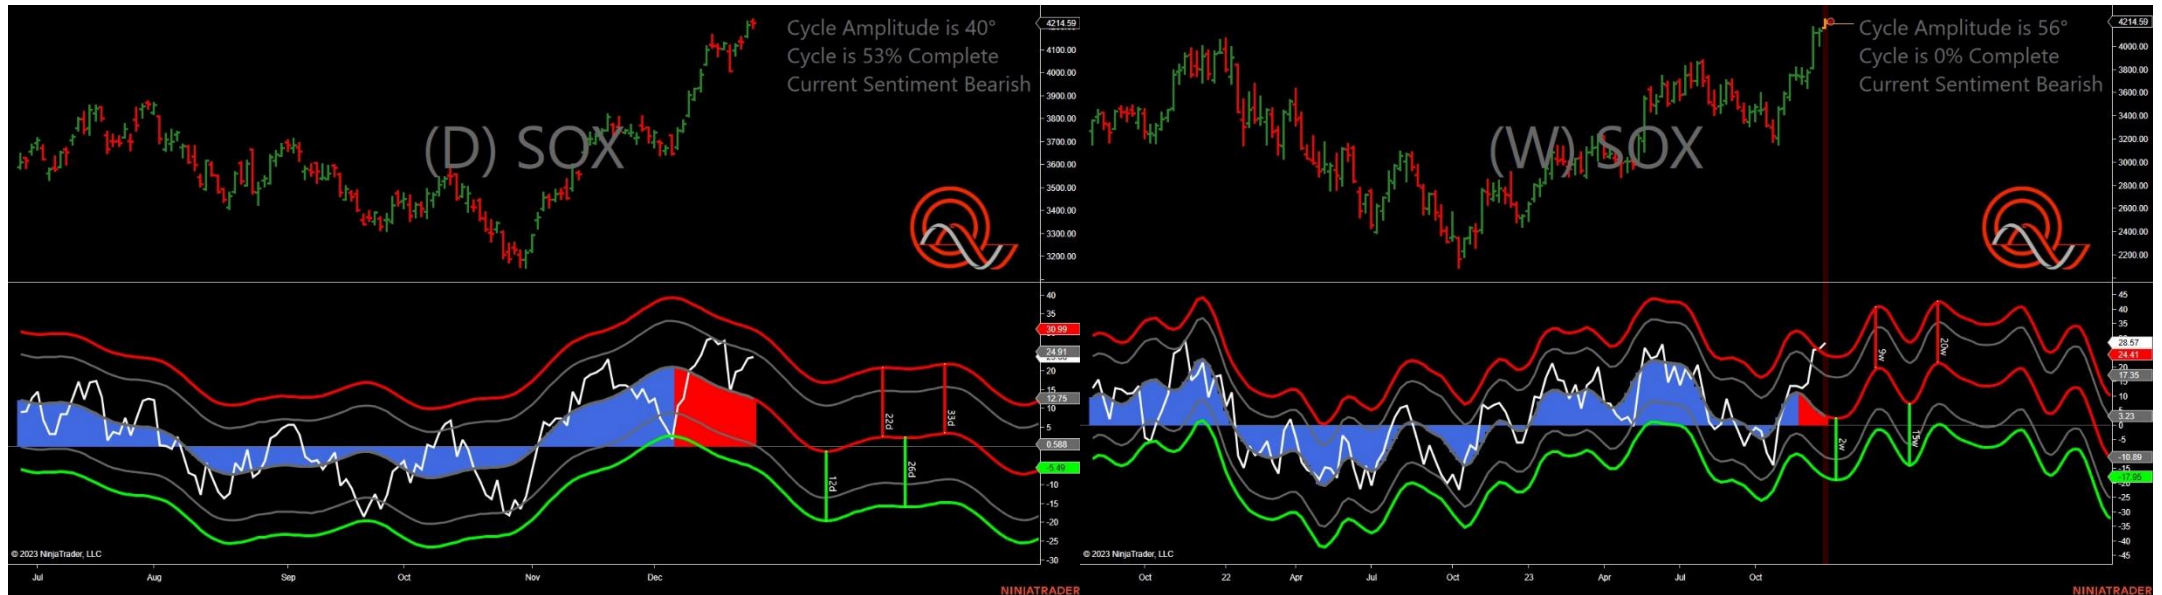 Cycle Amplitude is 40°
Cycle is 53% Complete
Current Sentiment Bearish
(D) SOX
4214.59
4100.00
4000.00
3900.00
3800.00
3700.00
3600.00
3500.00
3400.00
3300.00
3200.00
40
35
30.99
24.91
20
15
12.75
10
5
0.588
-5.49
-10
-15
-20
-25
-30
12d
22d
26d
33d
© 2023 NinjaTrader, LLC
Jul Aug Sep Oct Nov Dec
NINJATRADER
Cycle Amplitude is 56°
Cycle is 0% Complete
Current Sentiment Bearish
(W) SOX
4214.59
4000.00
3800.00
3600.00
3400.00
3200.00
3000.00
2800.00
2600.00
2400.00
2200.00
45
40
35
28.57
24.41
20
17.35
15
10
5
3.23
0
-5
-10.89
-15
-17.95
-20
-25
-30
-35
-40
-45
2w
9w
15w
20w
© 2023 NinjaTrader, LLC
Oct 22 Apr Jul Oct 23 Apr Jul Oct
NINJATRADER